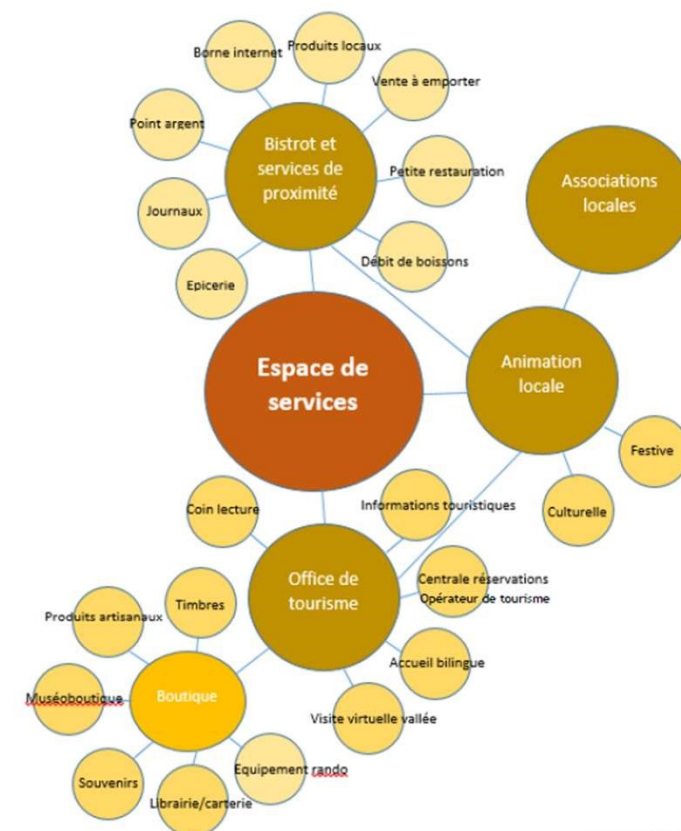 Borne internet
Produits locaux
Vente à emporter
Point argent
Bistrot et
services de
proximité
Petite restauration
Associations
locales
Journaux
Débit de boissons
Epicerie
Espace de
services
Animation
locale
Festive
Culturelle
Coin lecture
Informations touristiques
Office de
tourisme
Centrale réservations
Opérateur de tourisme
Timbres
Produits artisanaux
Accueil bilingue
Muséoboutique
Boutique
Visite virtuelle vallée
Equipement rando
Souvenirs
Librairie/carterie